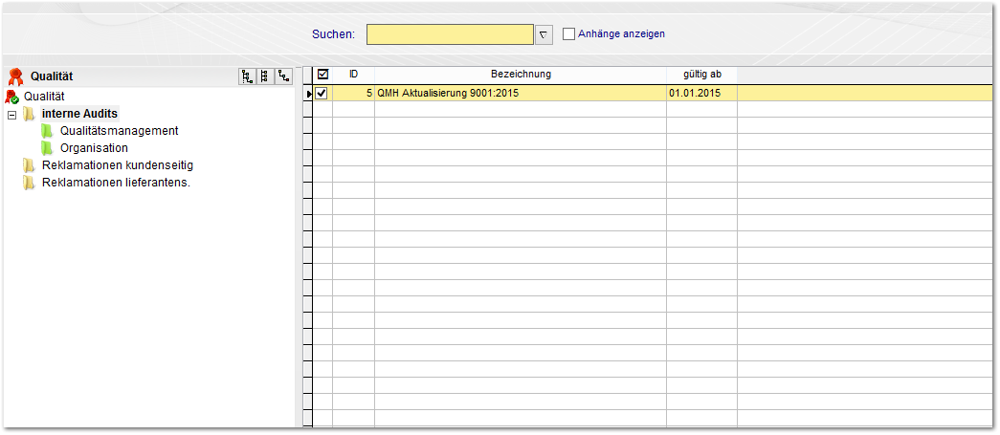 Suchen:
Anhänge anzeigen
Qualität
Qualität
interne Audits
Qualitätsmanagement
Organisation
Reklamationen kundenseitig
Reklamationen lieferantens.
ID Bezeichnung gültig ab
5 QMH Aktualisierung 9001:2015 01.01.2015